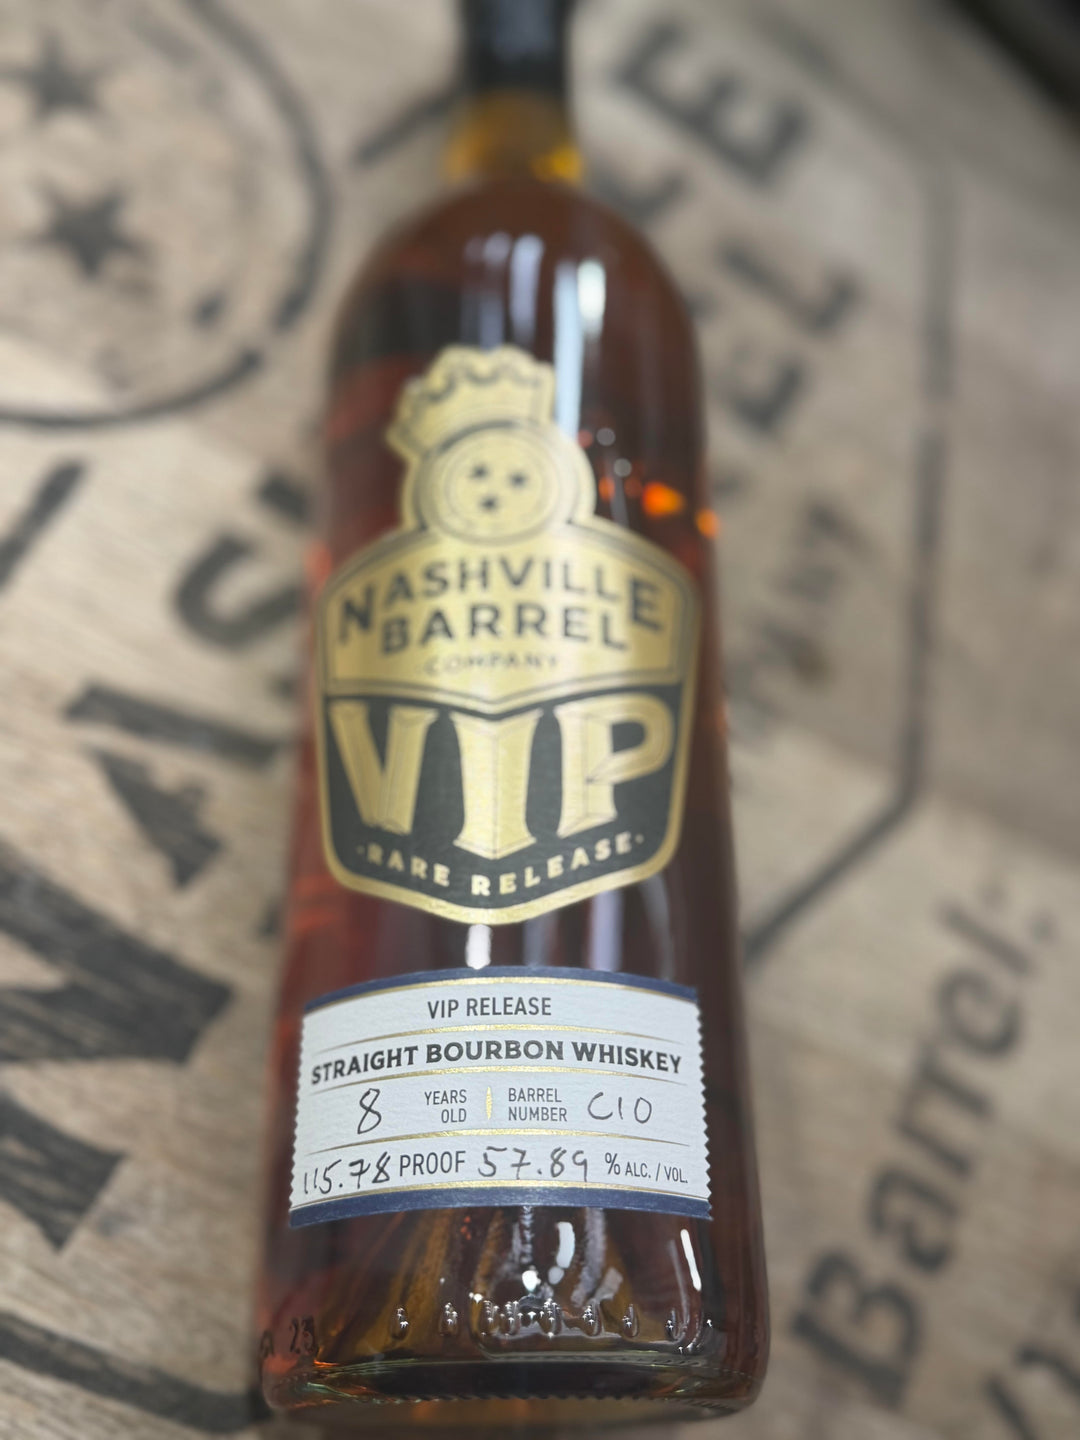 NASHVILLE
BARREL
COMPANY
VIP
·RARE RELEASE·
VIP RELEASE
STRAIGHT BOURBON WHISKEY
8 YEARS OLD BARREL NUMBER C10
115.78 PROOF 57.89 % ALC. / VOL.
Barrel